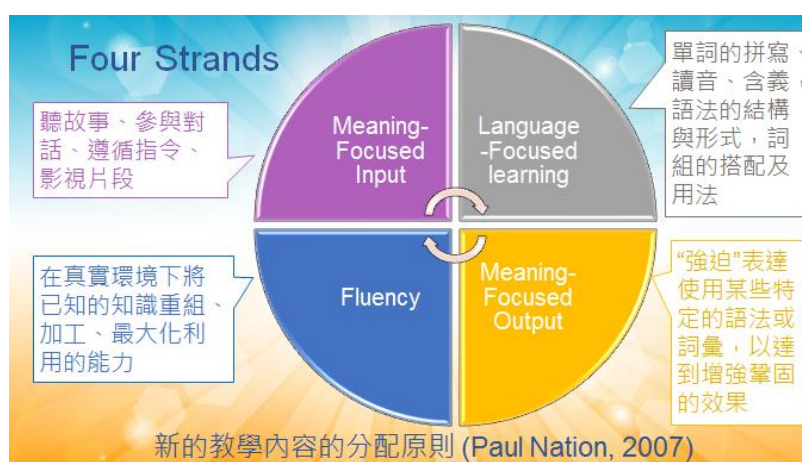 Four Strands
聽故事、參與對
話、遵循指令、
影視片段
Meaning-
Focused
Input
Language
-Focused
learning
單詞的拼寫、
讀音、含義，
語法的結構
與形式，詞
組的搭配及
用法
在真實環境下將
已知的知識重組、
加工、最大化利
用的能力
Fluency
Meaning-
Focused
Output
“強迫”表達
使用某些特
定的語法或
詞彙，以達
到增強鞏固
的效果
新的教學內容的分配原則 (Paul Nation, 2007)